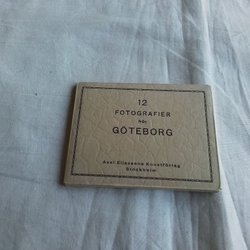 12
FOTOGRAFIER
från
GÖTEBORG
Axel Eliassons Konstförlag
Stockholm